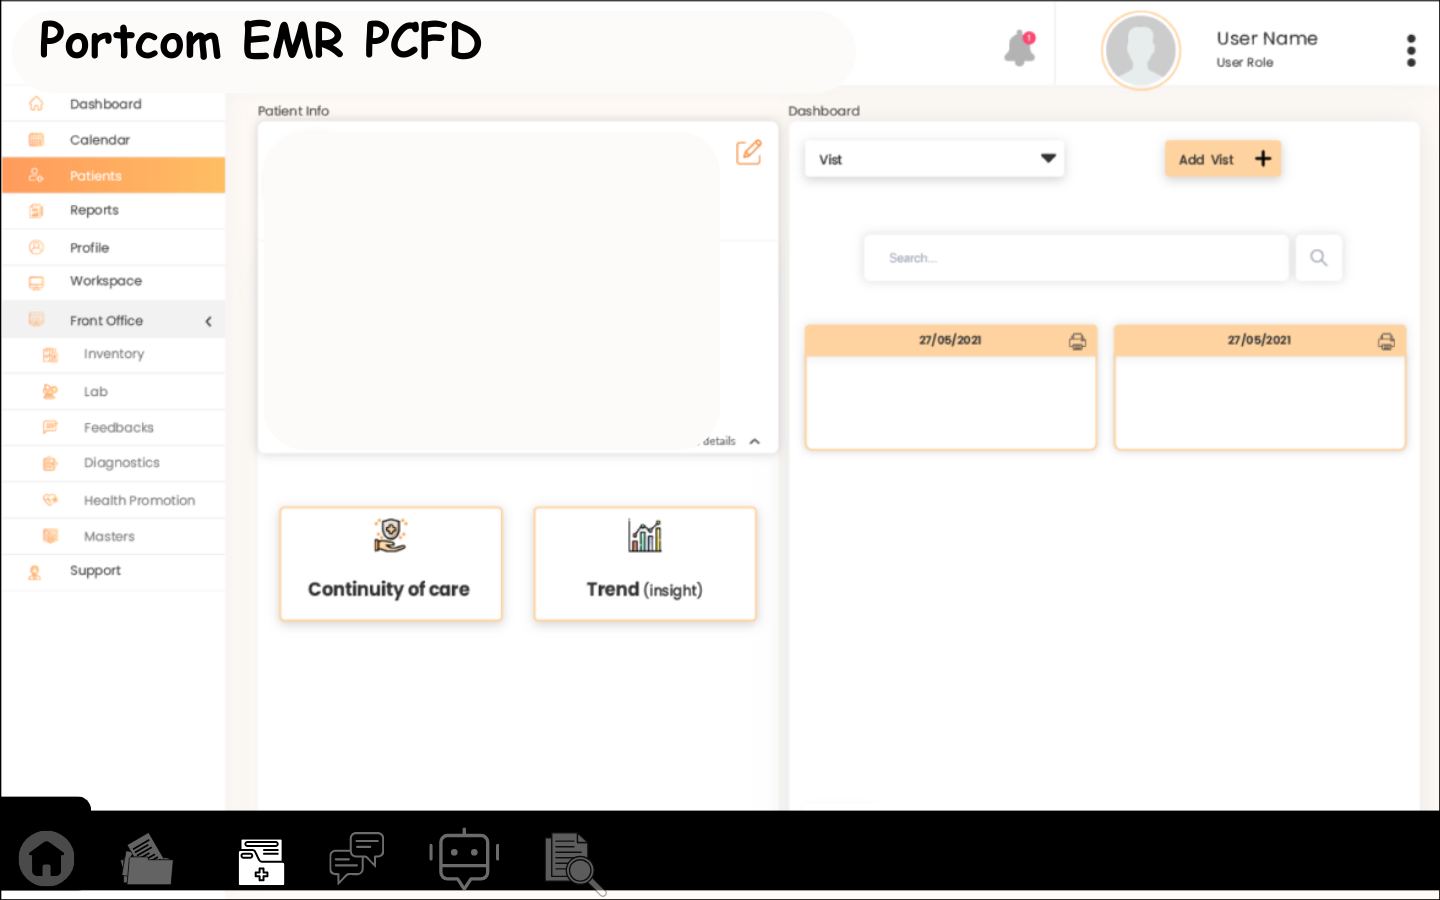 Portcom EMR PCFD
1
User Name
User Role
Dashboard
Calendar
Patients
Reports
Profile
Workspace
Front Office
Inventory
Lab
Feedbacks
Diagnostics
Health Promotion
Masters
Support
Patient Info
details
Continuity of care
Trend (insight)
Dashboard
Vist
Add Vist
Search...
27/05/2021
27/05/2021